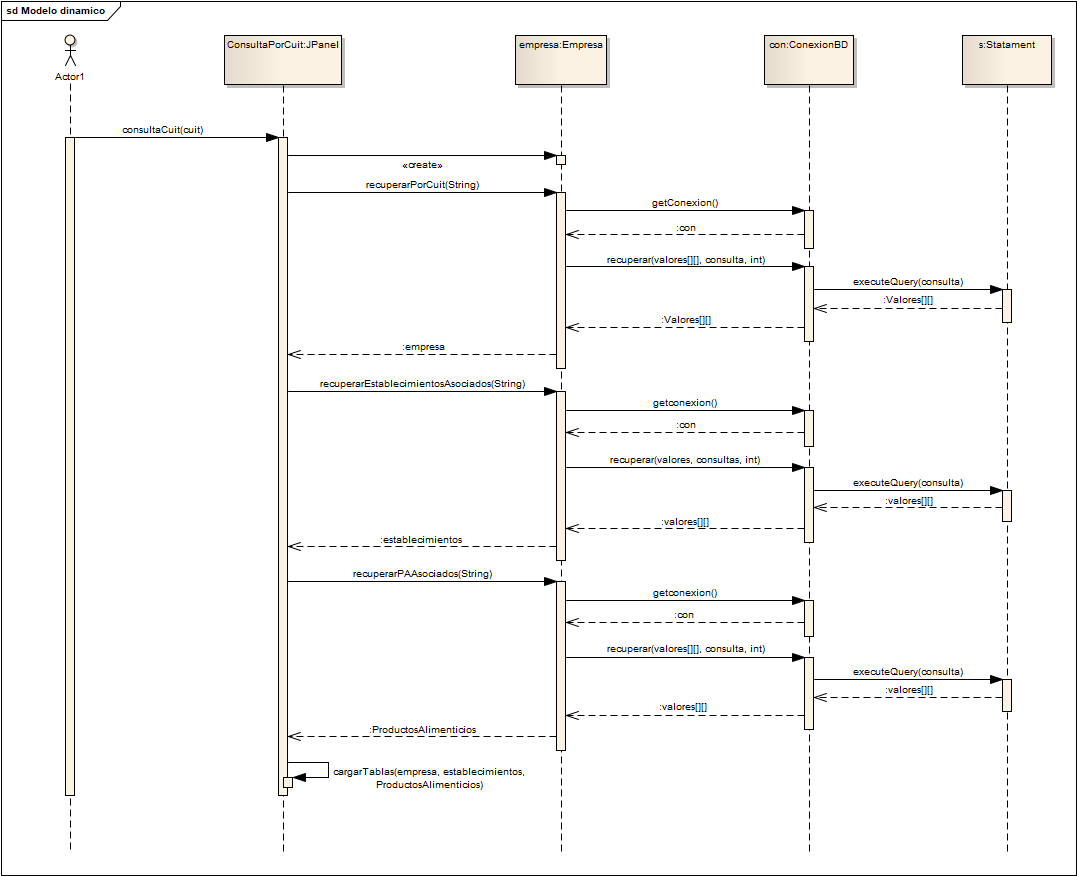 sd Modelo dinamico
Actor1
ConsultaPorCuit:JPanel
empresa:Empresa
con:ConexionBD
s:Statament
consultaCuit(cuit)
«create»
recuperarPorCuit(String)
getConexion()
:con
recuperar(valores[][], consulta, int)
executeQuery(consulta)
:Valores[][]
:Valores[][]
:empresa
recuperarEstablecimientosAsociados(String)
getconexion()
:con
recuperar(valores, consultas, int)
executeQuery(consulta)
:valores[][]
:valores[][]
:establecimientos
recuperarPAAsociados(String)
getconexion()
:con
recuperar(valores[][], consulta, int)
executeQuery(consulta)
:valores[][]
:valores[][]
:ProductosAlimenticios
cargarTablas(empresa, establecimientos,
ProductosAlimenticios)